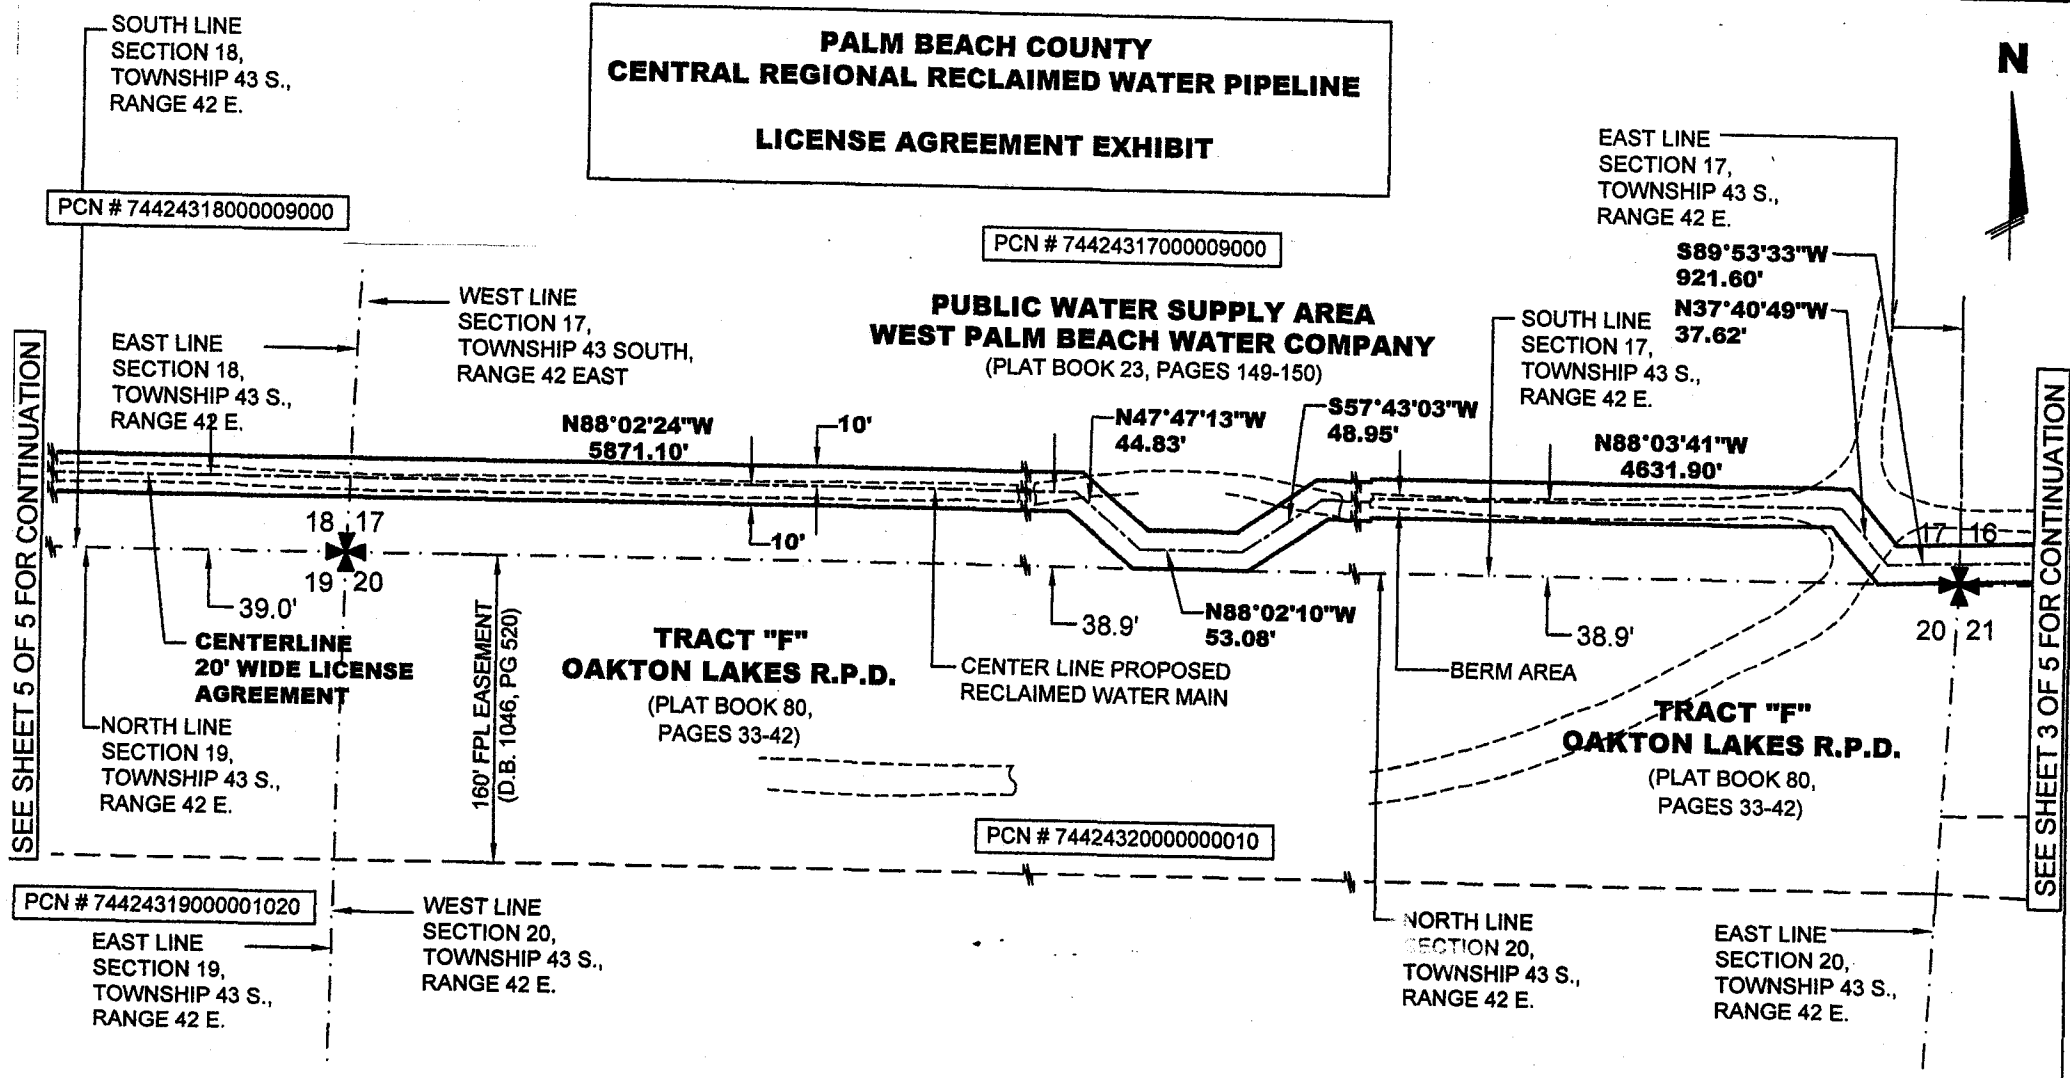 PALM BEACH COUNTY
CENTRAL REGIONAL RECLAIMED WATER PIPELINE
LICENSE AGREEMENT EXHIBIT
N
SOUTH LINE
SECTION 18,
TOWNSHIP 43 S.,
RANGE 42 E.
PCN # 74424318000009000
PCN # 74424317000009000
EAST LINE
SECTION 17,
TOWNSHIP 43 S.,
RANGE 42 E.
S89°53'33"W
921.60'
N37°40'49"W
37.62'
WEST LINE
SECTION 17,
TOWNSHIP 43 SOUTH,
RANGE 42 EAST
EAST LINE
SECTION 18,
TOWNSHIP 43 S.,
RANGE 42 E.
PUBLIC WATER SUPPLY AREA
WEST PALM BEACH WATER COMPANY
(PLAT BOOK 23, PAGES 149-150)
SOUTH LINE
SECTION 17,
TOWNSHIP 43 S.,
RANGE 42 E.
SEE SHEET 5 OF 5 FOR CONTINUATION
SEE SHEET 3 OF 5 FOR CONTINUATION
N88°02'24"W
5871.10'
10'
10'
N47°47'13"W
44.83'
S57°43'03"W
48.95'
N88°03'41"W
4631.90'
18 17
19 20
17 16
20 21
39.0'
38.9'
38.9'
N88°02'10"W
53.08'
CENTERLINE
20' WIDE LICENSE
AGREEMENT
160' FPL EASEMENT
(D.B. 1046, PG 520)
TRACT "F"
OAKTON LAKES R.P.D.
(PLAT BOOK 80,
PAGES 33-42)
CENTER LINE PROPOSED
RECLAIMED WATER MAIN
BERM AREA
TRACT "F"
OAKTON LAKES R.P.D.
(PLAT BOOK 80,
PAGES 33-42)
NORTH LINE
SECTION 19,
TOWNSHIP 43 S.,
RANGE 42 E.
PCN # 74424320000000010
PCN # 74424319000001020
EAST LINE
SECTION 19,
TOWNSHIP 43 S.,
RANGE 42 E.
WEST LINE
SECTION 20,
TOWNSHIP 43 S.,
RANGE 42 E.
NORTH LINE
SECTION 20,
TOWNSHIP 43 S.,
RANGE 42 E.
EAST LINE
SECTION 20,
TOWNSHIP 43 S.,
RANGE 42 E.